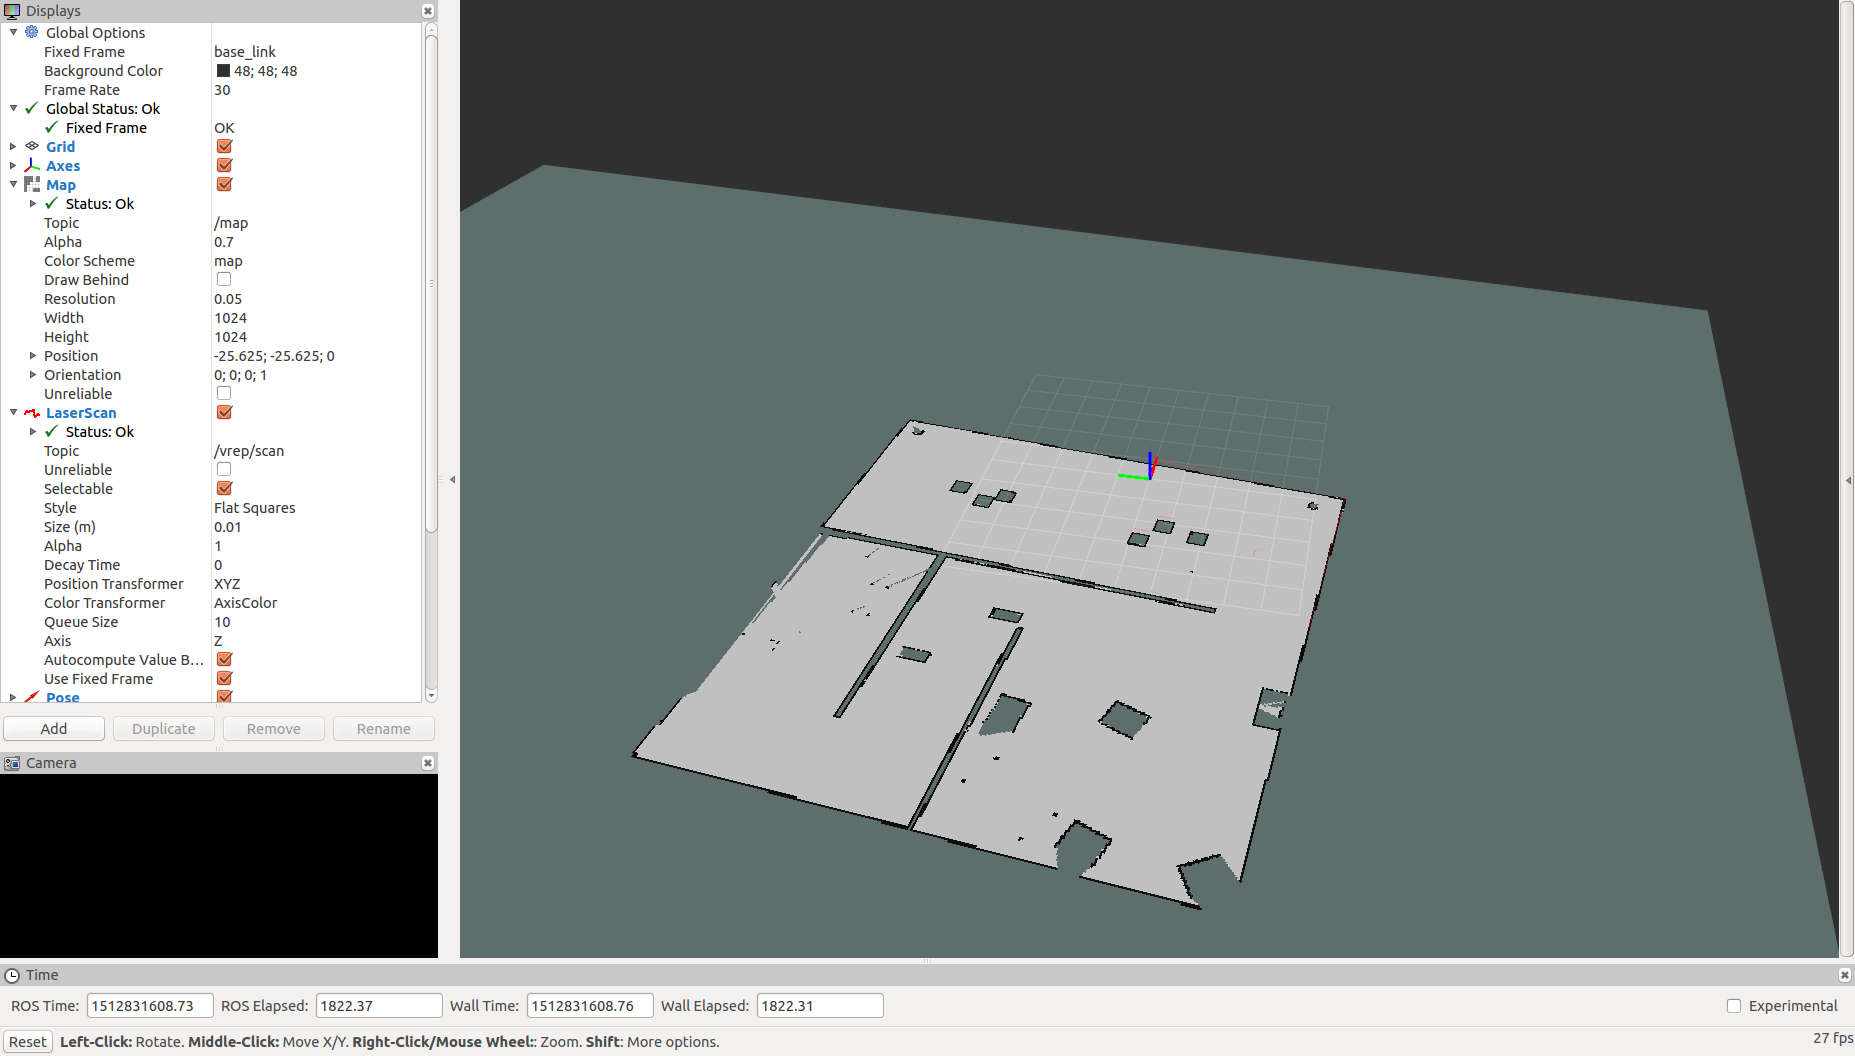 Displays
Global Options
Fixed Frame base_link
Background Color 48; 48; 48
Frame Rate 30
Global Status: Ok
Fixed Frame OK
Grid
Axes
Map
Status: Ok
Topic /map
Alpha 0.7
Color Scheme map
Draw Behind
Resolution 0.05
Width 1024
Height 1024
Position -25.625; -25.625; 0
Orientation 0; 0; 0; 1
Unreliable
LaserScan
Status: Ok
Topic /vrep/scan
Unreliable
Selectable
Style Flat Squares
Size (m) 0.01
Alpha 1
Decay Time 0
Position Transformer XYZ
Color Transformer AxisColor
Queue Size 10
Axis Z
Autocompute Value B...
Use Fixed Frame
Pose
Add Duplicate Remove Rename
Camera
Time
ROS Time: 1512831608.73 ROS Elapsed: 1822.37 Wall Time: 1512831608.76 Wall Elapsed: 1822.31 Experimental
Reset Left-Click: Rotate. Middle-Click: Move X/Y. Right-Click/Mouse Wheel:: Zoom. Shift: More options. 27 fps